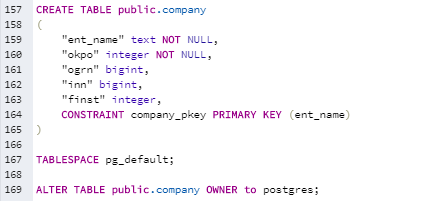 157 CREATE TABLE public.company
158 (
159 "ent_name" text NOT NULL,
160 "okpo" integer NOT NULL,
161 "ogrn" bigint,
162 "inn" bigint,
163 "finst" integer,
164 CONSTRAINT company_pkey PRIMARY KEY (ent_name)
165 )
166
167 TABLESPACE pg_default;
168
169 ALTER TABLE public.company OWNER to postgres;